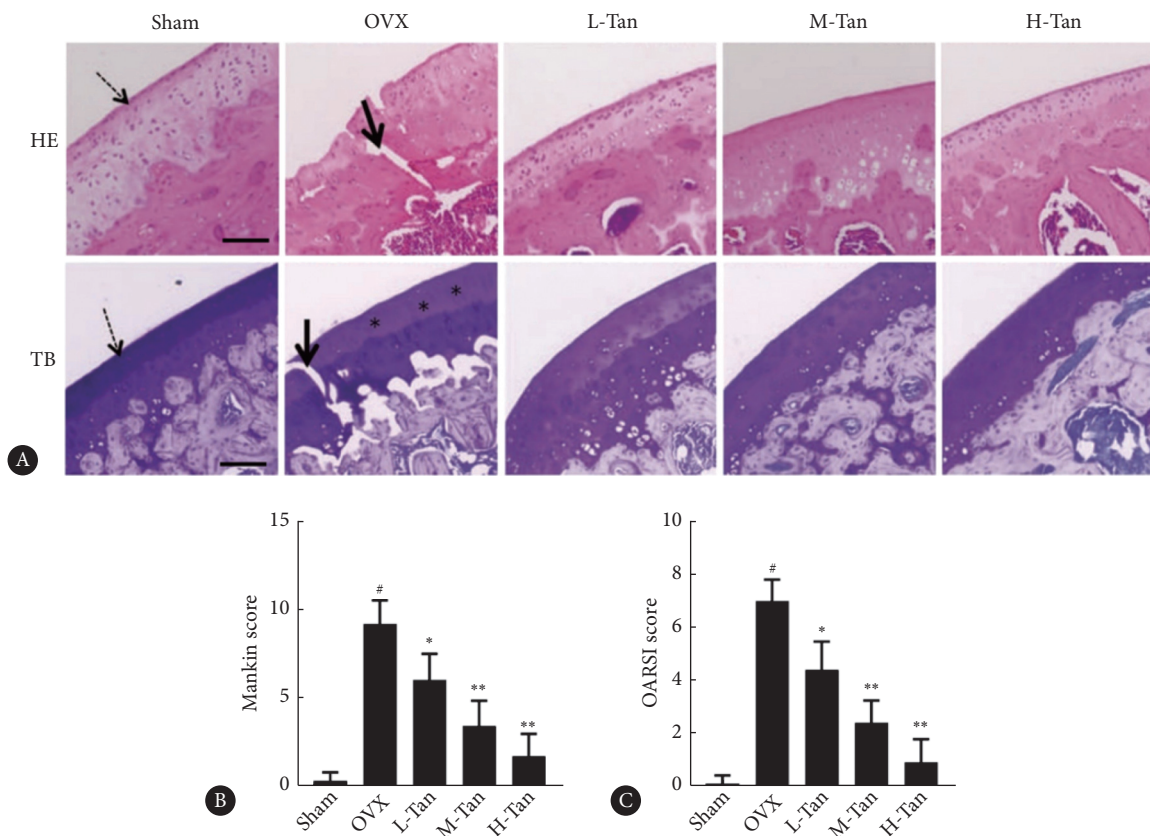 Sham OVX L-Tan M-Tan H-Tan
HE
* * *
TB
A
15
10
5
0
Mankin score
#
*
**
**
Sham OVX L-Tan M-Tan H-Tan
B
10
8
6
4
2
0
OARSI score
#
*
**
**
Sham OVX L-Tan M-Tan H-Tan
C